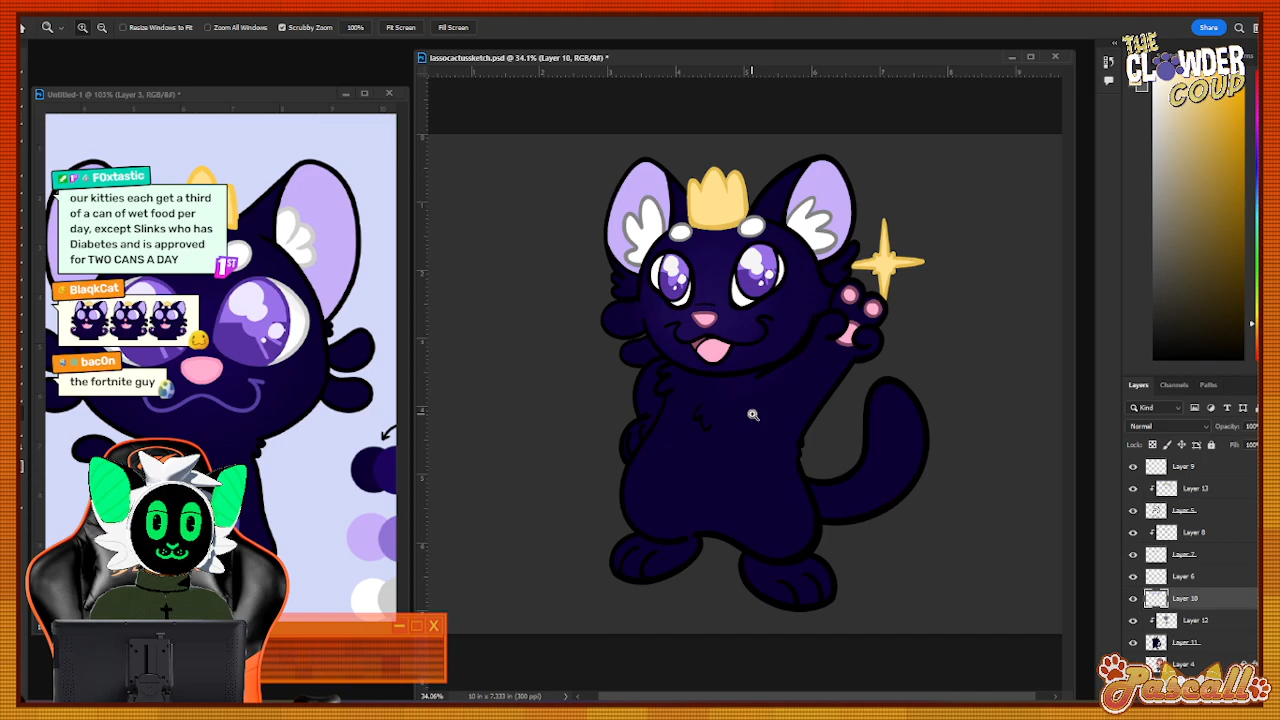 Resize Windows to Fit
Zoom All Windows
Scrubby Zoom
100%
Fit Screen
Fill Screen
Share
lassocactussketch.psd @ 34.1% (Layer 10, RGB/8#) *
Untitled-1 @ 103% (Layer 3, RGB/8#) *
THE
CLOWDER
COUP
F0xtastic
our kitties each get a third
of a can of wet food per
day, except Slinks who has
Diabetes and is approved
for TWO CANS A DAY
1ST
BlaqkCat
bac0n
the fortnite guy
Layers
Channels
Paths
Kind
Normal
Opacity: 100
Lock:
Fill: 100
Layer 9
Layer 13
Layer 5
Layer 8
Layer 7
Layer 6
Layer 10
Layer 12
Layer 11
Layer 4
34.06%
10 in x 7.333 in (300 ppi)
Pascall